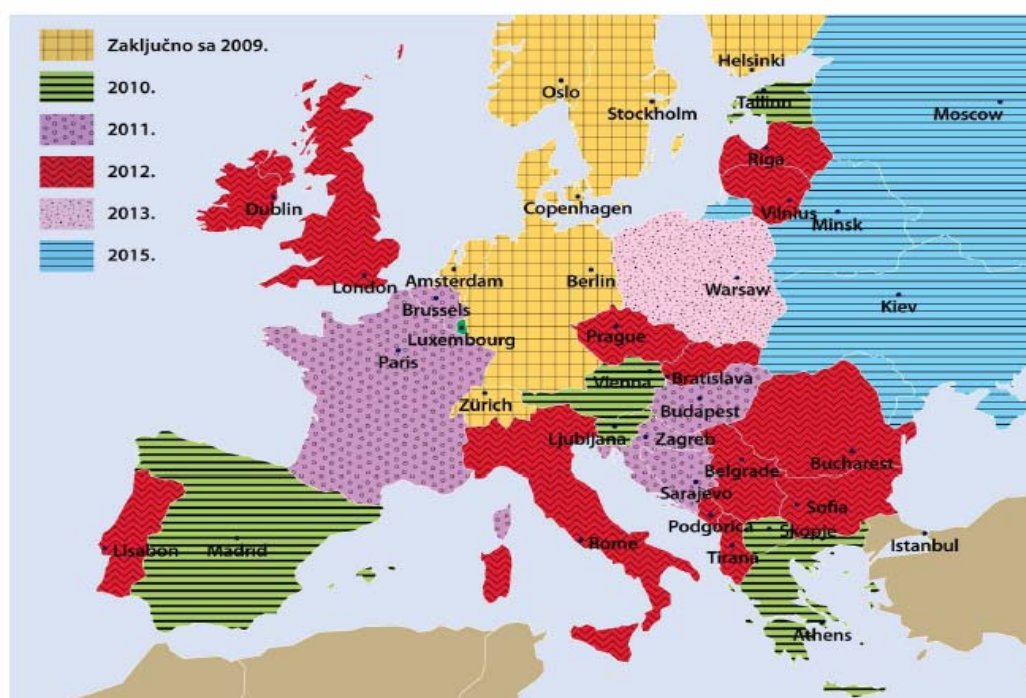 Zaključno sa 2009.
2010.
2011.
2012.
2013.
2015.
Helsinki
Oslo
Tallinn
Stockholm
Moscow
Riga
Dublin
Copenhagen
Vilnius
Minsk
London
Amsterdam
Berlin
Warsaw
Brussels
Kiev
Luxembourg
Prague
Paris
Vienna
Bratislava
Zürich
Budapest
Ljubljana
Zagreb
Belgrade
Bucharest
Sarajevo
Sofia
Podgorica
Skopje
Lisabon
Madrid
Rome
Tirana
Istanbul
Athens